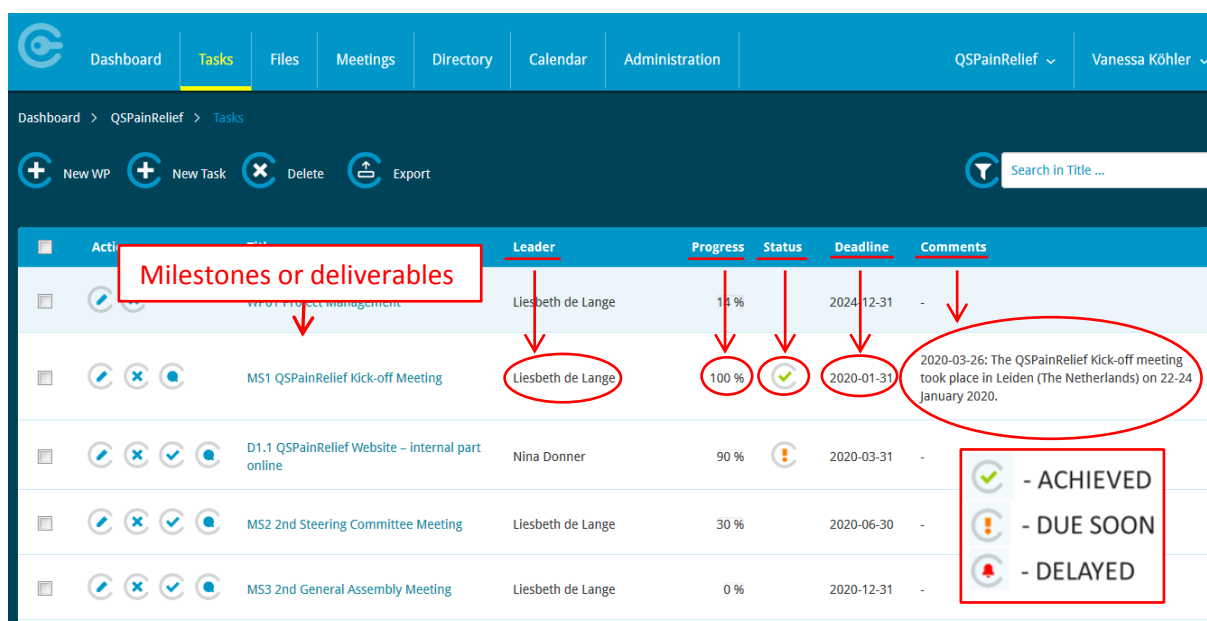 Dashboard Tasks Files Meetings Directory Calendar Administration QSPainRelief Vanessa Köhler
Dashboard > QSPainRelief > Tasks
New WP New Task Delete Export Search in Title ...
Leader Progress Status Deadline Comments
Milestones or deliverables
WP01 Project Management Liesbeth de Lange 14 % 2024-12-31 -
MS1 QSPainRelief Kick-off Meeting Liesbeth de Lange 100 % 2020-01-31
2020-03-26: The QSPainRelief Kick-off meeting
took place in Leiden (The Netherlands) on 22-24
January 2020.
D1.1 QSPainRelief Website – internal part
online
Nina Donner 90 % 2020-03-31 -
MS2 2nd Steering Committee Meeting Liesbeth de Lange 30 % 2020-06-30 -
MS3 2nd General Assembly Meeting Liesbeth de Lange 0 % 2020-12-31 -
- ACHIEVED
- DUE SOON
- DELAYED